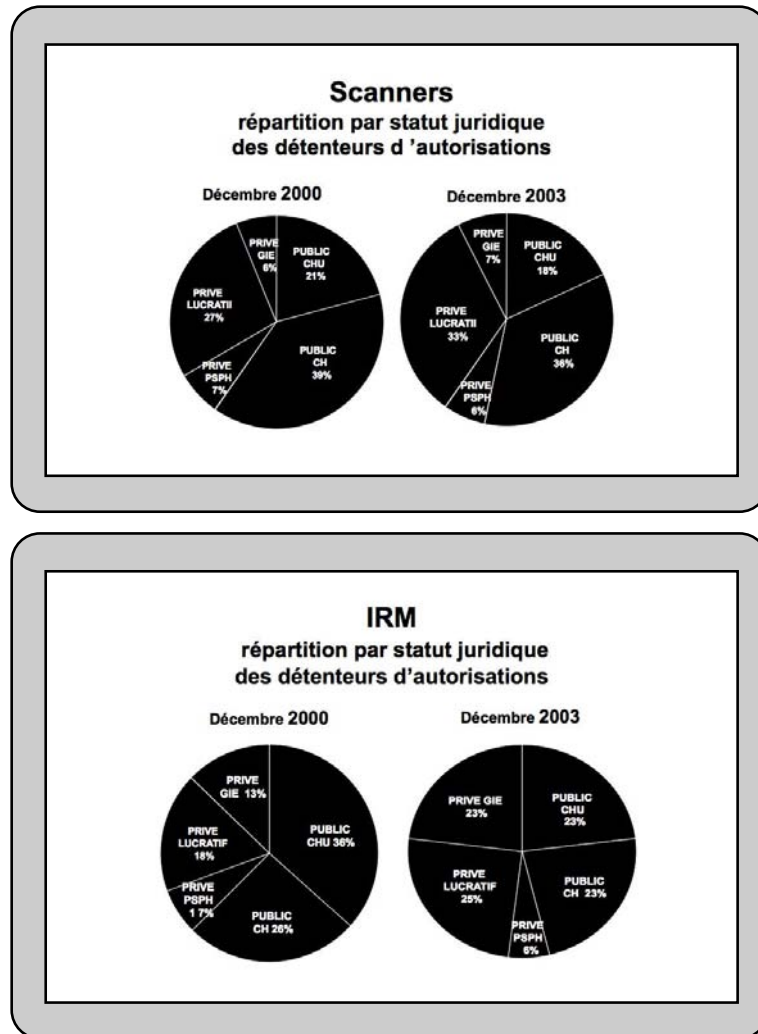 Scanners
répartition par statut juridique
des détenteurs d ’autorisations
Décembre 2000
PRIVE
GIE
6%
PUBLIC
CHU
21%
PRIVE
LUCRATII
27%
PUBLIC
CH
39%
PRIVE
PSPH
7%
Décembre 2003
PRIVE
GIE
7%
PUBLIC
CHU
18%
PRIVE
LUCRATII
33%
PUBLIC
CH
36%
PRIVE
PSPH
6%
IRM
répartition par statut juridique
des détenteurs d’autorisations
Décembre 2000
PRIVE
GIE 13%
PUBLIC
CHU 36%
PRIVE
LUCRATIF
18%
PRIVE
PSPH
1 7%
PUBLIC
CH 26%
Décembre 2003
PRIVE GIE
23%
PUBLIC
CHU
23%
PRIVE
LUCRATIF
25%
PUBLIC
CH 23%
PRIVE
PSPH
6%